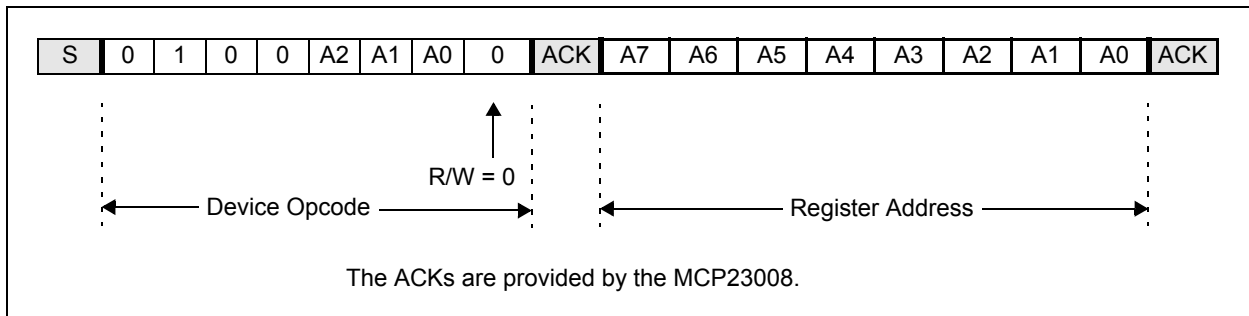 S 0 1 0 0 A2 A1 A0 0 ACK A7 A6 A5 A4 A3 A2 A1 A0 ACK
R/W = 0
Device Opcode Register Address
The ACKs are provided by the MCP23008.